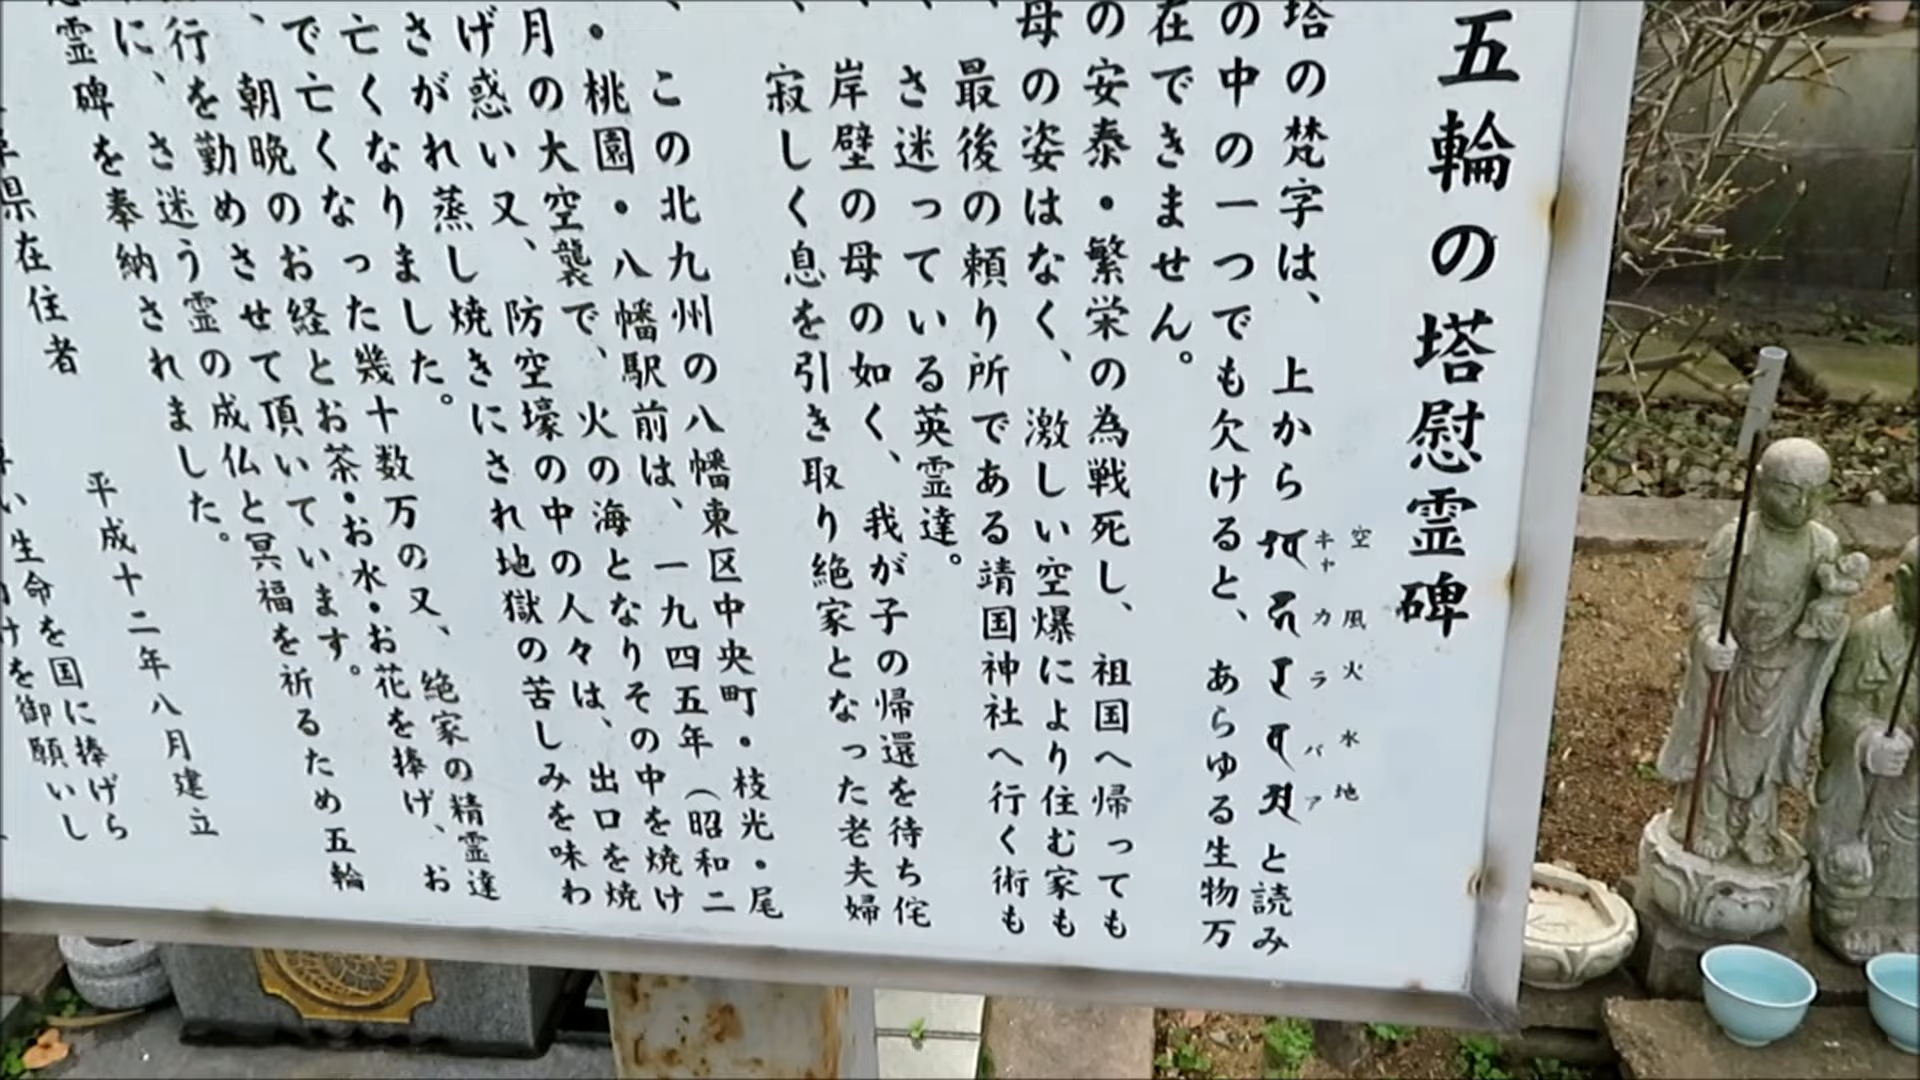 五輪の塔慰霊碑
塔の梵字は、上から
空 風 火 水 地
キャ カ ラ バ ア
と読み
の中の一つでも欠けると、あらゆる生物万
在できません。
の安泰・繁栄の為戦死し、祖国へ帰っても
母の姿はなく、激しい空爆により住む家も
、最後の頼り所である靖国神社へ行く術も
、さ迷っている英霊達。
、岸壁の母の如く、我が子の帰還を待ち侘
、寂しく息を引き取り絶家となった老夫婦
、この北九州の八幡東区中央町・枝光・尾
・桃園・八幡駅前は、一九四五年(昭和二
月の大空襲で、火の海となりその中を焼け
げ惑い又、防空壕の中の人々は、出口を焼
さがれ蒸し焼きにされ地獄の苦しみを味わ
亡くなりました。
で亡くなった幾十数万の又、絶家の精霊達
、朝晩のお経とお茶・お水・お花を捧げ、お
行を勤めさせて頂いています。
に、さ迷う霊の成仏と冥福を祈るため五輪
霊碑を奉納されました。
平成十二年八月建立
県在住者
い生命を国に捧げら
けを御願いし